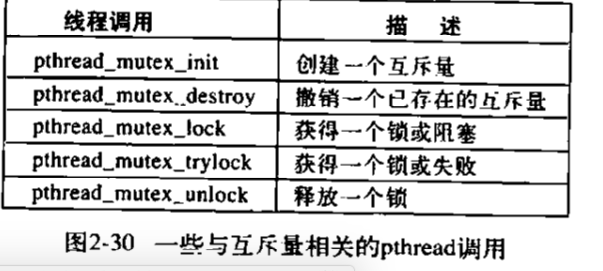 线程调用 描 述
pthread_mutex_init 创建一个互斥量
pthread_mutex_destroy 撤销一个已存在的互斥量
pthread_mutex_lock 获得一个锁或阻塞
pthread_mutex_trylock 获得一个锁或失败
pthread_mutex_unlock 释放一个锁
图2-30 一些与互斥量相关的pthread调用